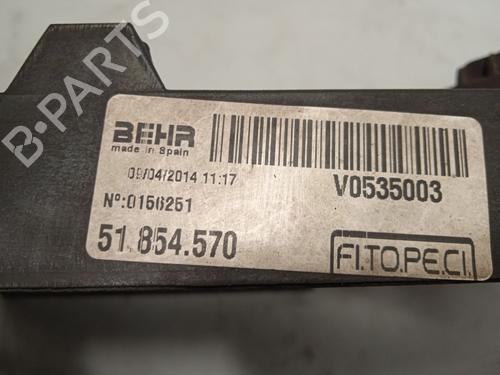 BEHR
made in Spain
09/04/2014 11:17
Nº:0156251
51.854.570
V0535003
FI.TO.PE.CI.
B-PARTS